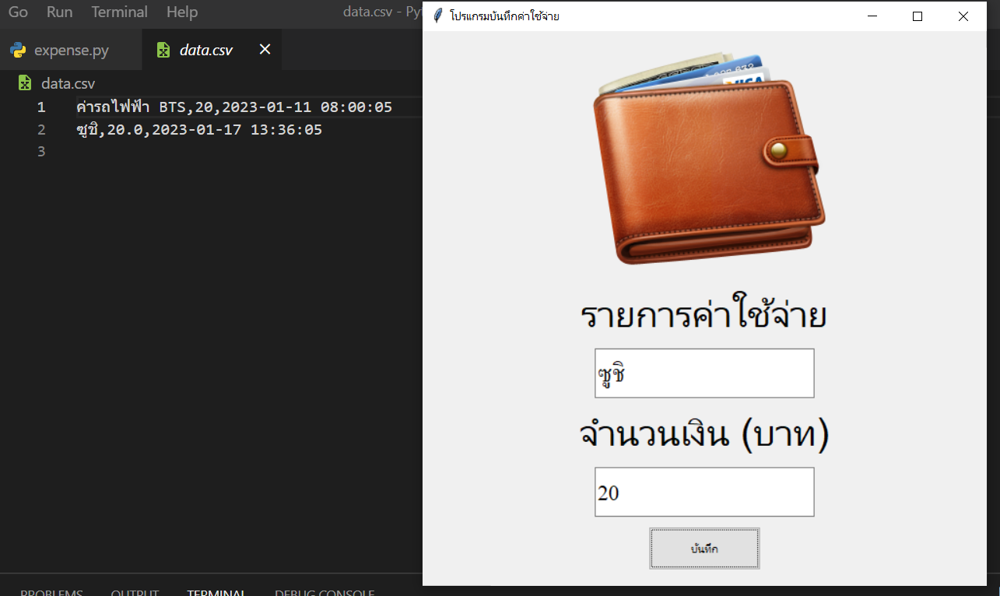 Go Run Terminal Help
data.csv - Py
expense.py
data.csv
data.csv
1 ค่ารถไฟฟ้า BTS,20,2023-01-11 08:00:05
2 ซูชิ,20.0,2023-01-17 13:36:05
3
PROBLEMS OUTPUT TERMINAL DEBUG CONSOLE
โปรแกรมบันทึกค่าใช้จ่าย
VISA
รายการค่าใช้จ่าย
ซูชิ
จำนวนเงิน (บาท)
20
บันทึก